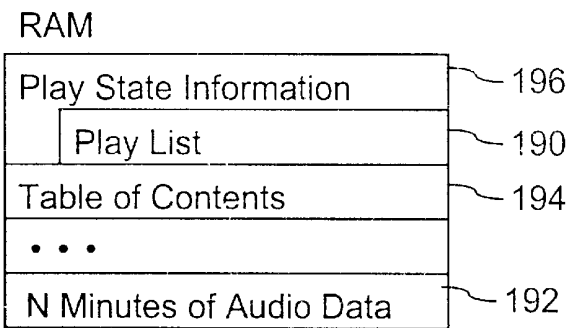 RAM
Play State Information 196
Play List 190
Table of Contents 194
• • •
N Minutes of Audio Data 192